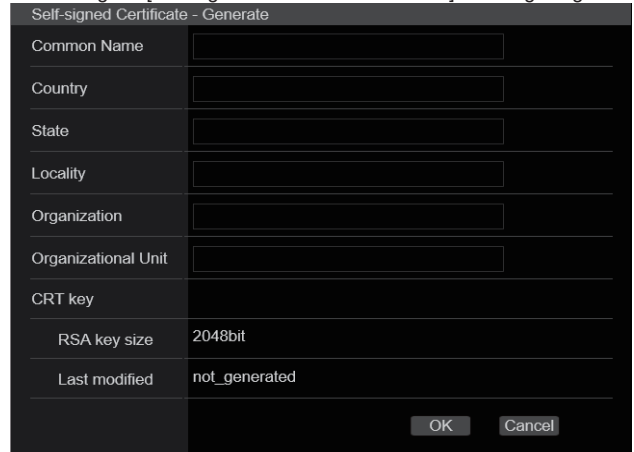 Self-signed Certificate - Generate
Common Name
Country
State
Locality
Organization
Organizational Unit
CRT key
RSA key size 2048bit
Last modified not_generated
OK Cancel